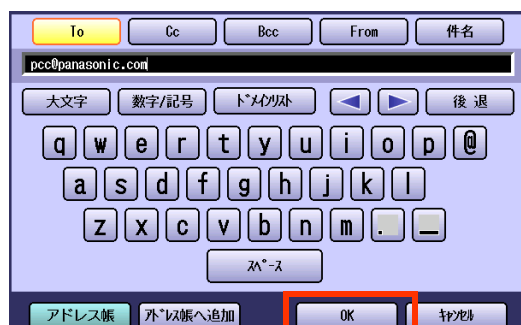 To Cc Bcc From 件名
pcc@panasonic.com
大文字 数字/記号 ドメインリスト 後退
q w e r t y u i o p @
a s d f g h j k l
z x c v b n m . _
スペース
アドレス帳 アドレス帳へ追加 OK キャンセル